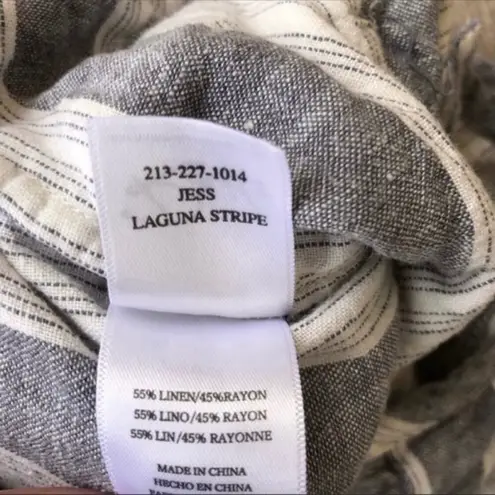 213-227-1014
JESS
LAGUNA STRIPE
55% LINEN/45%RAYON
55% LINO/45% RAYON
55% LIN/45% RAYONNE
MADE IN CHINA
HECHO EN CHINA